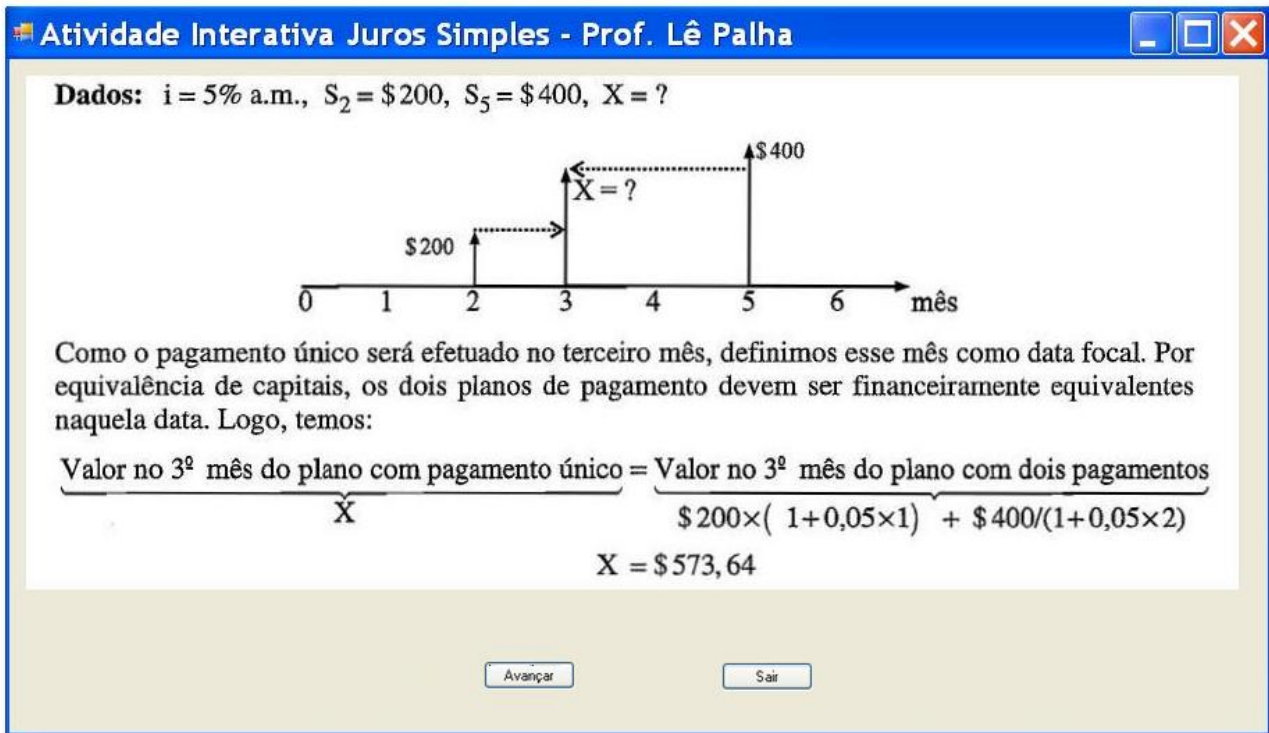 Atividade Interativa Juros Simples - Prof. Lê Palha
Dados: i = 5% a.m., S₂ = $200, S₅ = $400, X = ?
$400
X = ?
$200
0 1 2 3 4 5 6 mês
Como o pagamento único será efetuado no terceiro mês, definimos esse mês como data focal. Por
equivalência de capitais, os dois planos de pagamento devem ser financeiramente equivalentes
naquela data. Logo, temos:
Valor no 3º mês do plano com pagamento único = Valor no 3º mês do plano com dois pagamentos
X $200×( 1+0,05×1) + $400/(1+0,05×2)
X = $573,64
Avançar Sair